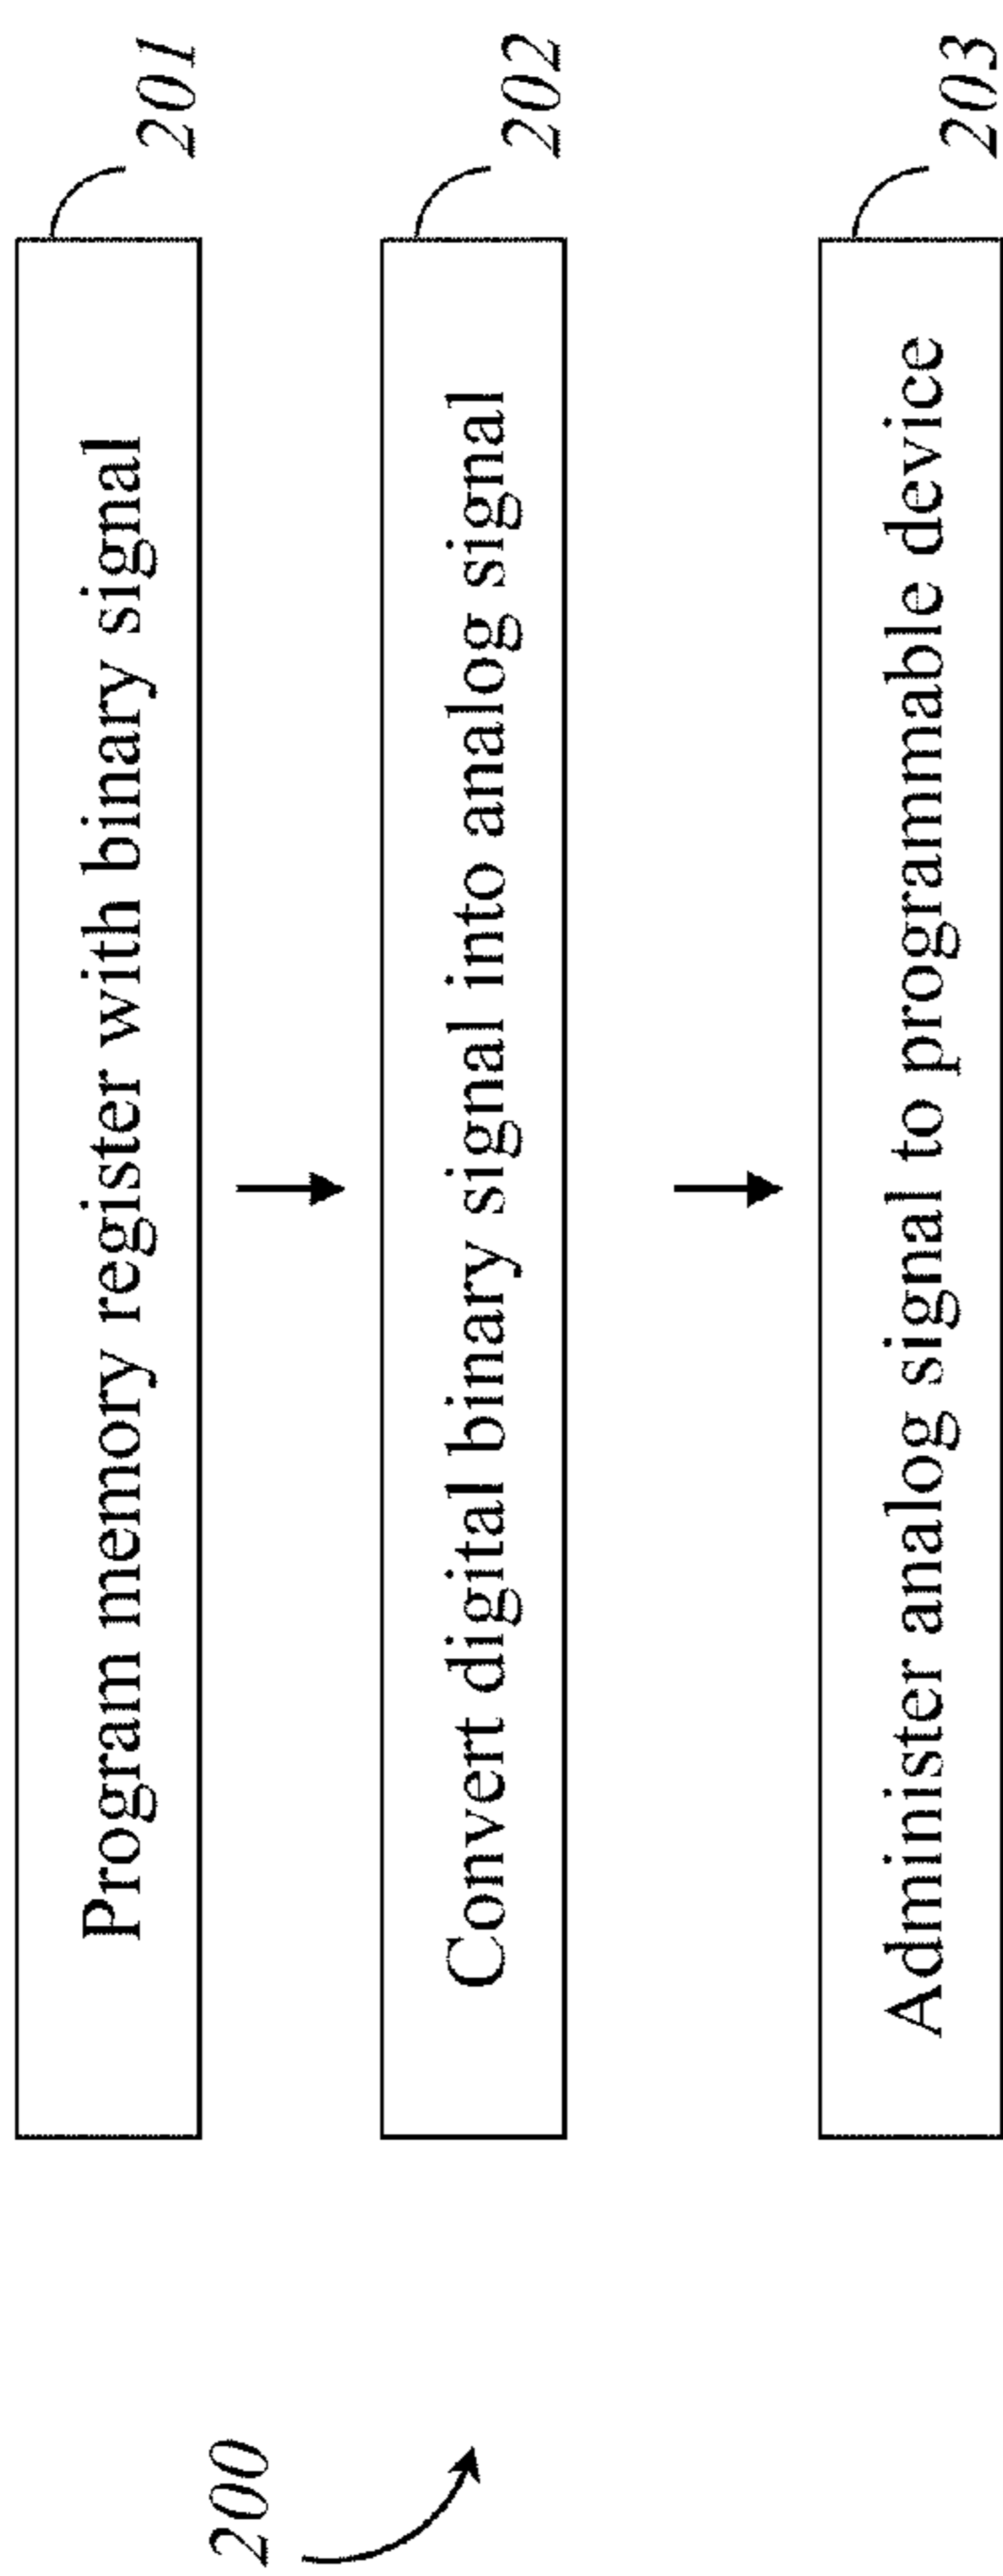 200
Program memory register with binary signal
201
Convert digital binary signal into analog signal
202
Administer analog signal to programmable device
203